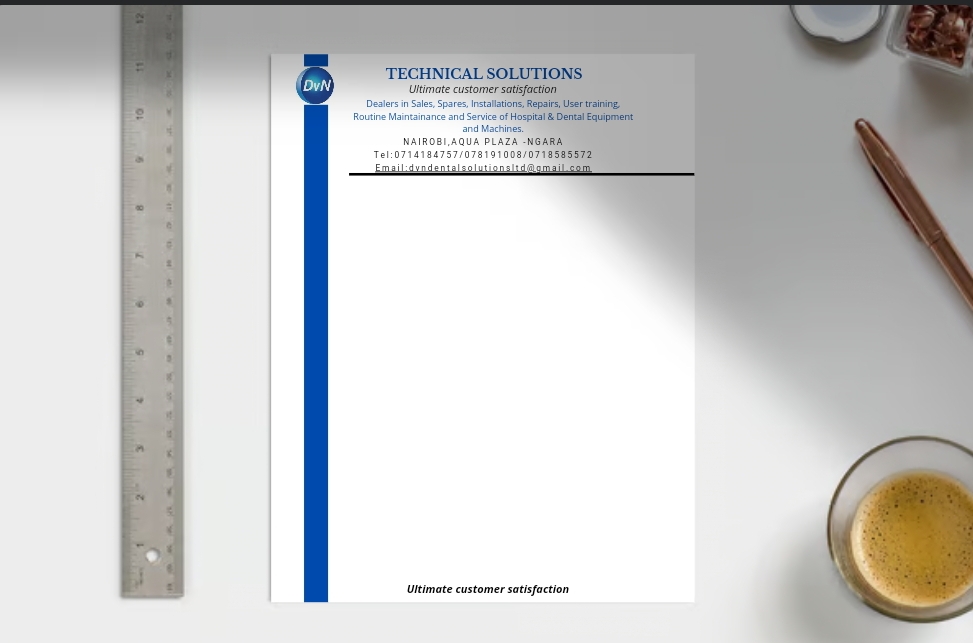 12
11
10
9
8
7
6
5
4
3
2
1
DvN
TECHNICAL SOLUTIONS
Ultimate customer satisfaction
Dealers in Sales, Spares, Installations, Repairs, User training,
Routine Maintainance and Service of Hospital & Dental Equipment
and Machines.
NAIROBI,AQUA PLAZA -NGARA
Tel:0714184757/078191008/0718585572
Email:dvndentalsolutionsltd@gmail.com
Ultimate customer satisfaction